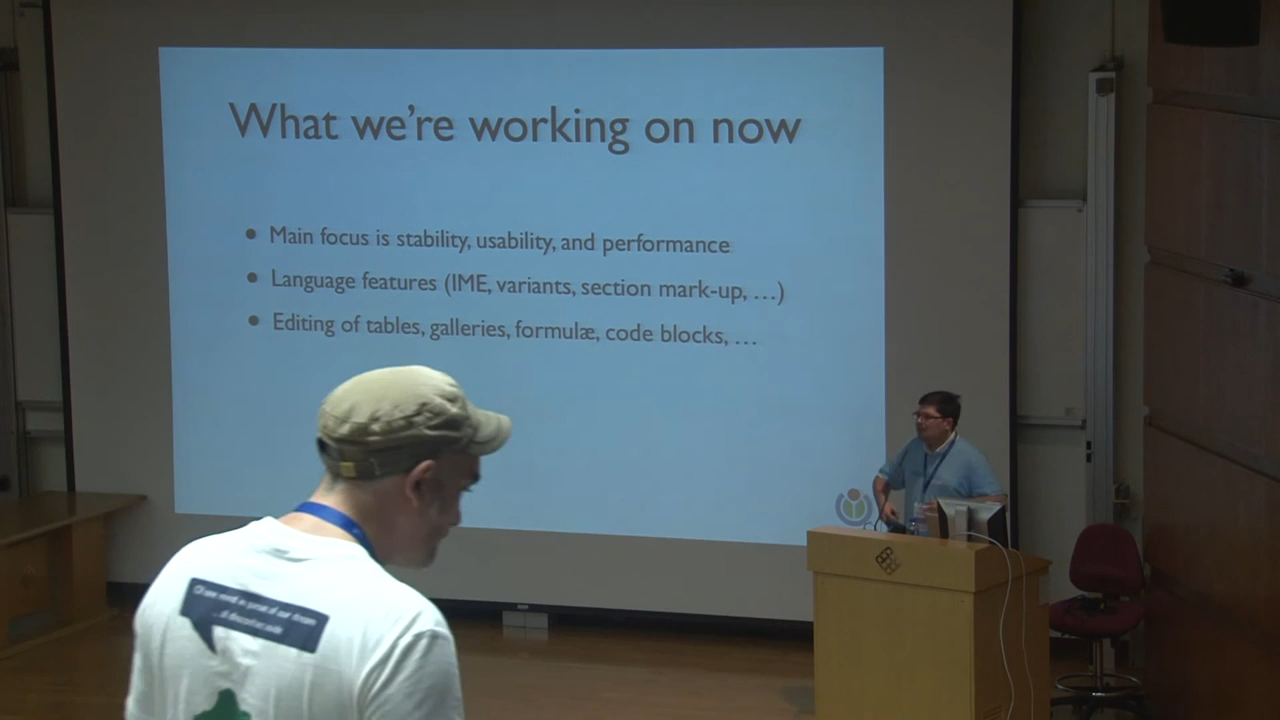 What we're working on now
• Main focus is stability, usability, and performance
• Language features (IME, variants, section mark-up, …)
• Editing of tables, galleries, formulæ, code blocks, …